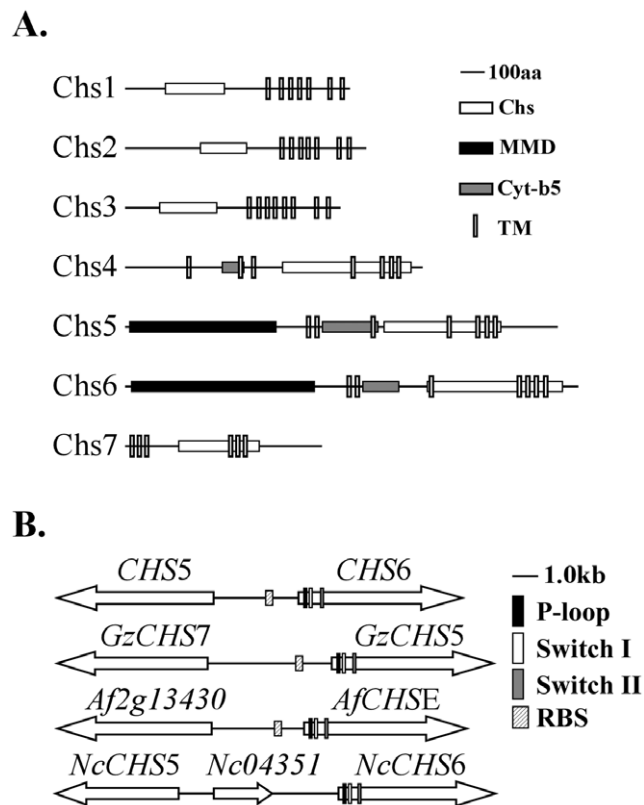 A.
Chs1
Chs2
Chs3
Chs4
Chs5
Chs6
Chs7
100aa
Chs
MMD
Cyt-b5
TM
B.
CHS5 CHS6
GzCHS7 GzCHS5
Af2g13430 AfCHSE
NcCHS5 Nc04351 NcCHS6
1.0kb
P-loop
Switch I
Switch II
RBS